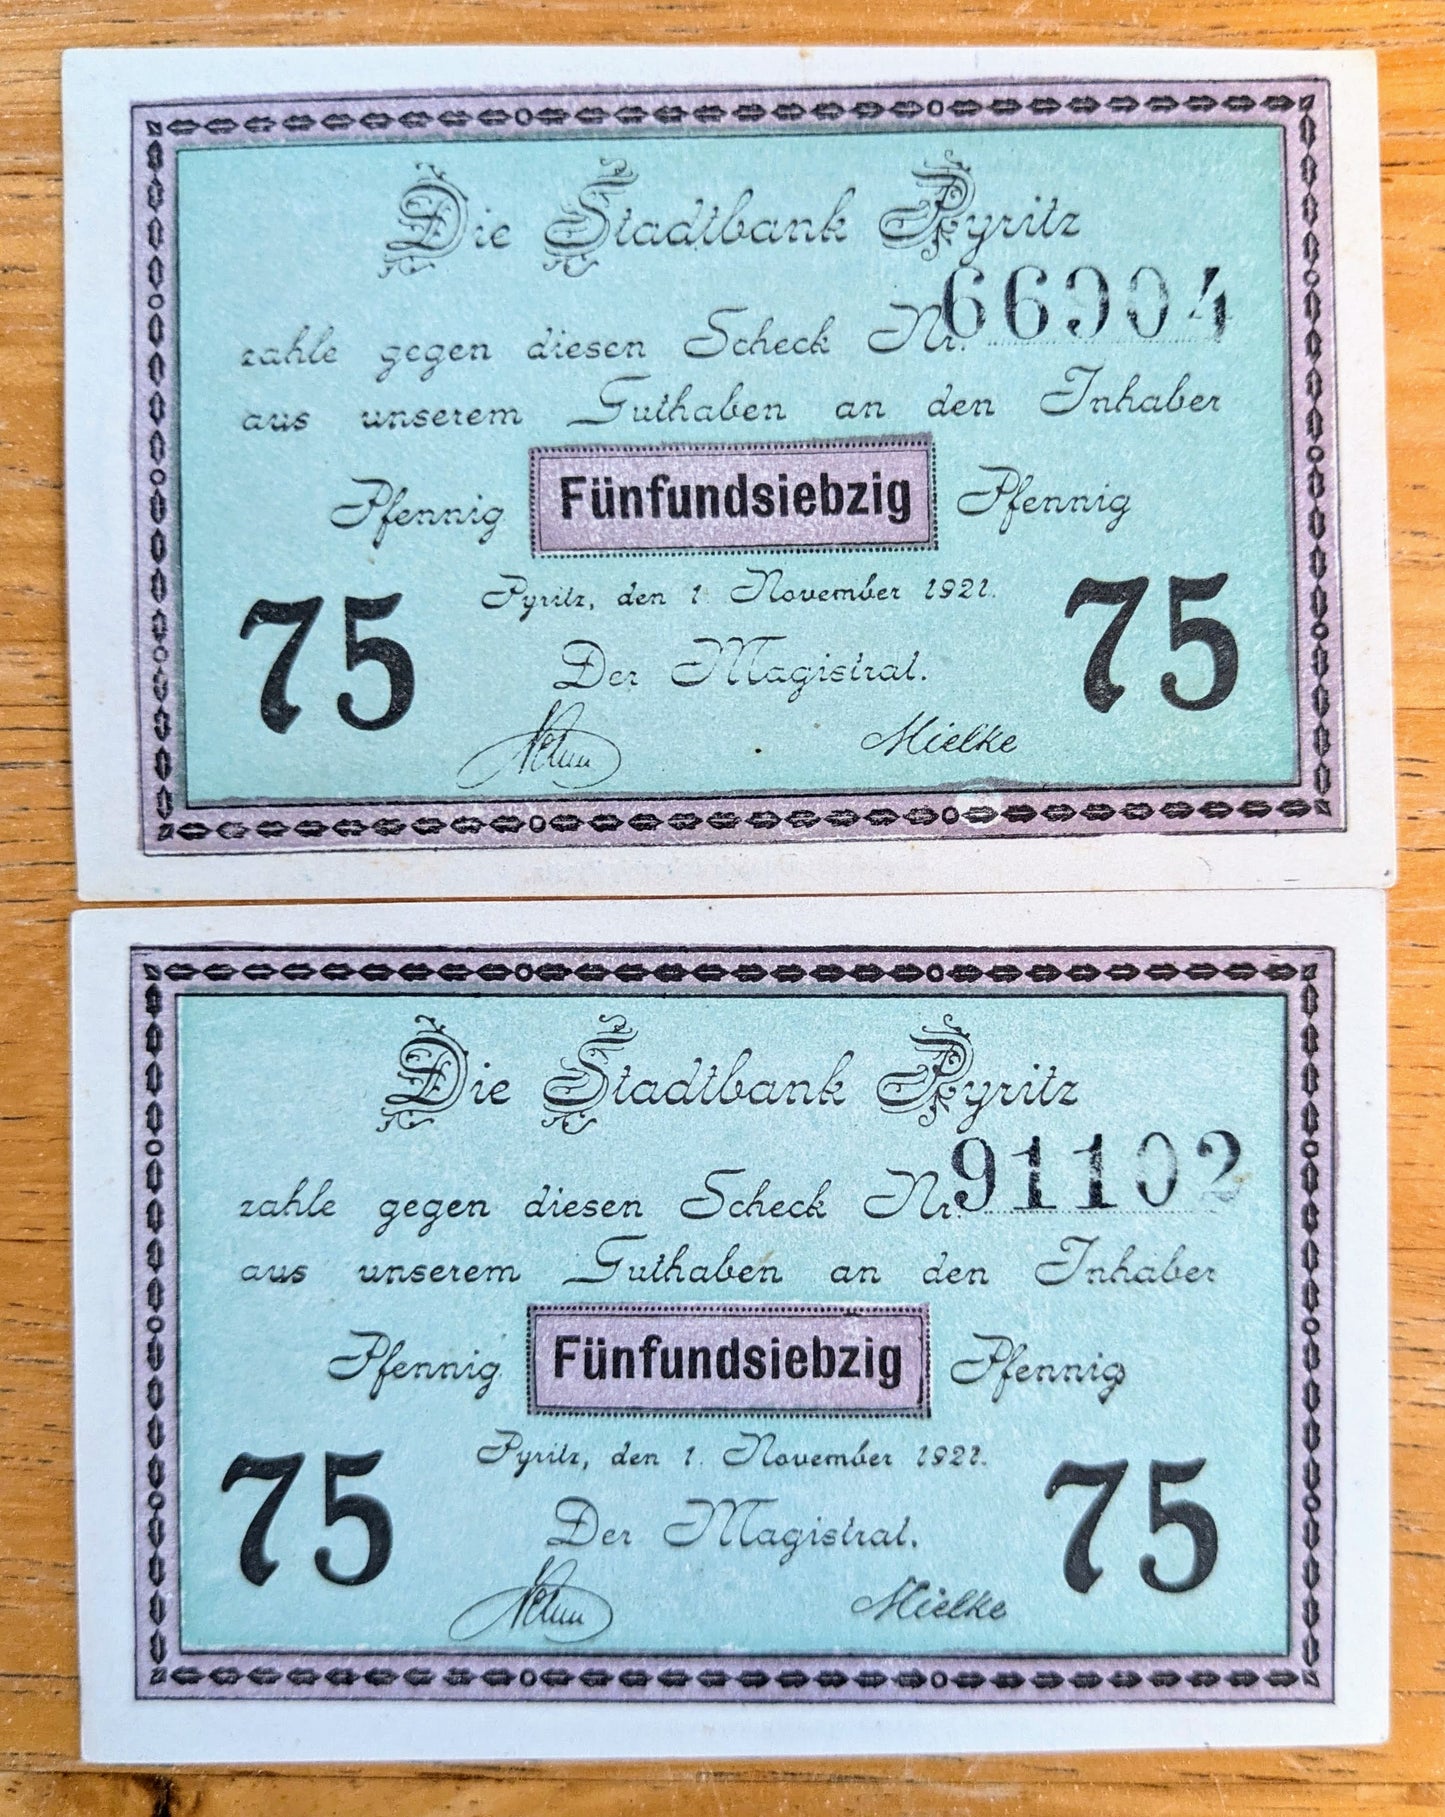 Die Stadtbank Pyritz
zahle gegen diesen Scheck Nr. 66904
aus unserem Guthaben an den Inhaber
Pfennig Fünfundsiebzig Pfennig
Pyritz, den 1. November 1921.
75 75
Der Magistrat.
Mielke
Die Stadtbank Pyritz
zahle gegen diesen Scheck Nr. 91102
aus unserem Guthaben an den Inhaber
Pfennig Fünfundsiebzig Pfennig
Pyritz, den 1. November 1921.
75 75
Der Magistrat.
Mielke